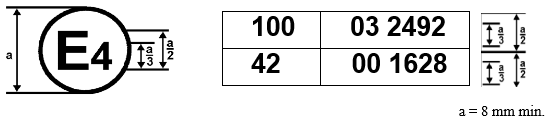 a
E4
a/3
a/2
100 03 2492
a/3
a/2
42 00 1628
a/3
a/2
a = 8 mm min.